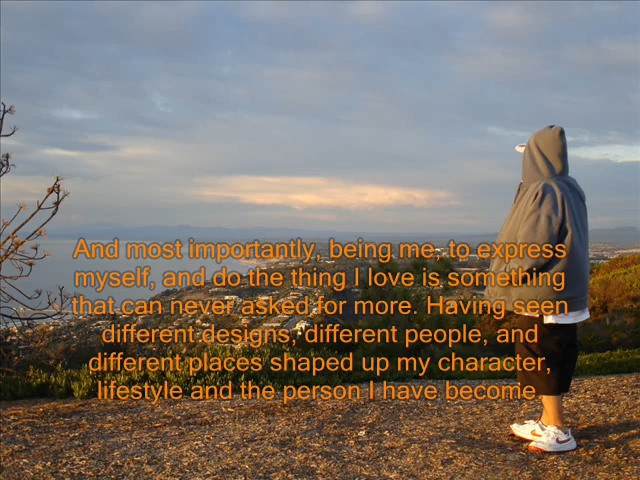 And most importantly, being me, to express
myself, and do the thing I love is something
that can never asked for more. Having seen
different designs, different people, and
different places shaped up my character,
lifestyle and the person I have become.